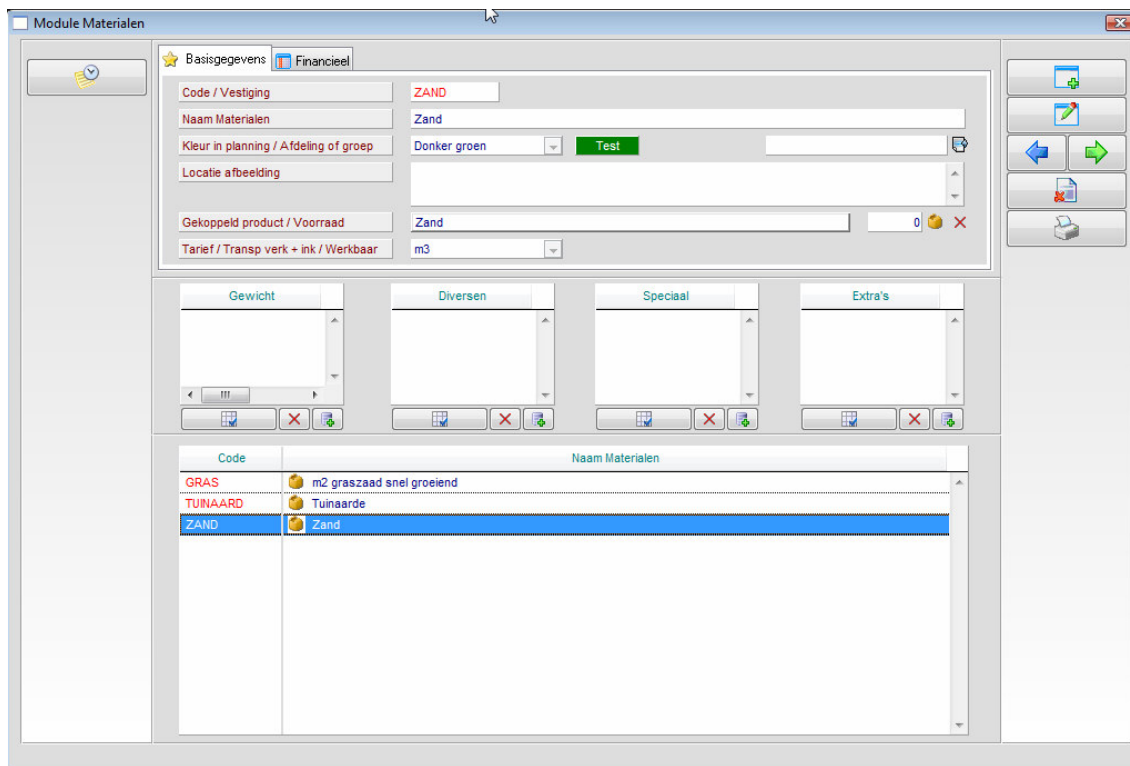 Module Materialen
Basisgegevens Financieel
Code / Vestiging ZAND
Naam Materialen Zand
Kleur in planning / Afdeling of groep Donker groen Test
Locatie afbeelding
Gekoppeld product / Voorraad Zand 0
Tarief / Transp verk + ink / Werkbaar m3
Gewicht Diversen Speciaal Extra's
Code Naam Materialen
GRAS m2 graszaad snel groeiend
TUINAARD Tuinaarde
ZAND Zand